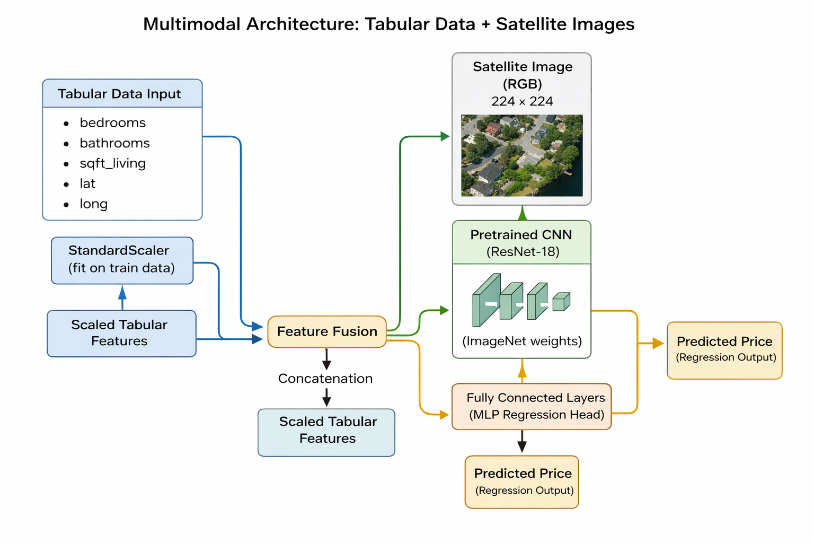 Multimodal Architecture: Tabular Data + Satellite Images
Tabular Data Input
bedrooms
bathrooms
sqft_living
lat
long
StandardScaler
(fit on train data)
Scaled Tabular
Features
Feature Fusion
Concatenation
Scaled Tabular
Features
Satellite Image
(RGB)
224 × 224
Pretrained CNN
(ResNet-18)
(ImageNet weights)
Fully Connected Layers
(MLP Regression Head)
Predicted Price
(Regression Output)
Predicted Price
(Regression Output)